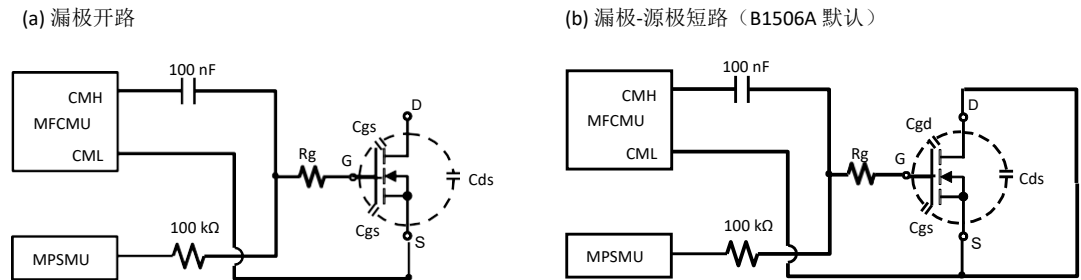 (a) 漏极开路
100 nF
CMH
MFCMU
CML
D
Cgs
Rg
G
Cds
Cgs
100 kΩ
S
MPSMU
(b) 漏极-源极短路（B1506A 默认）
100 nF
CMH
MFCMU
CML
D
Cgd
Rg
G
Cds
Cgs
100 kΩ
S
MPSMU